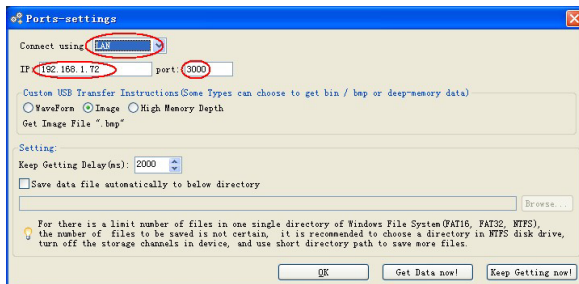 Ports-settings
Connect using LAN
IP: 192.168.1.72 port: 3000
Custom USB Transfer Instructions(Some Types can choose to get bin / bmp or deep-memory data)
WaveForm Image High Memory Depth
Get Image File ".bmp"
Setting:
Keep Getting Delay(ms): 2000
Save data file automatically to below directory
Browse...
For there is a limit number of files in one single directory of Windows File System(FAT16, FAT32, NTFS),
the number of files to be saved is not certain, it is recommended to choose a directory in NTFS disk drive,
turn off the storage channels in device, and use short directory path to save more files.
OK Get Data now! Keep Getting now!